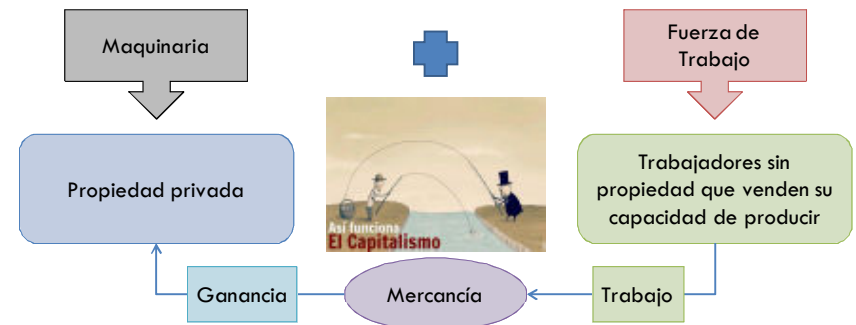 Maquinaria
Fuerza de
Trabajo
Propiedad privada
Trabajadores sin
propiedad que venden su
capacidad de producir
Así funciona
El Capitalismo
Ganancia
Mercancía
Trabajo